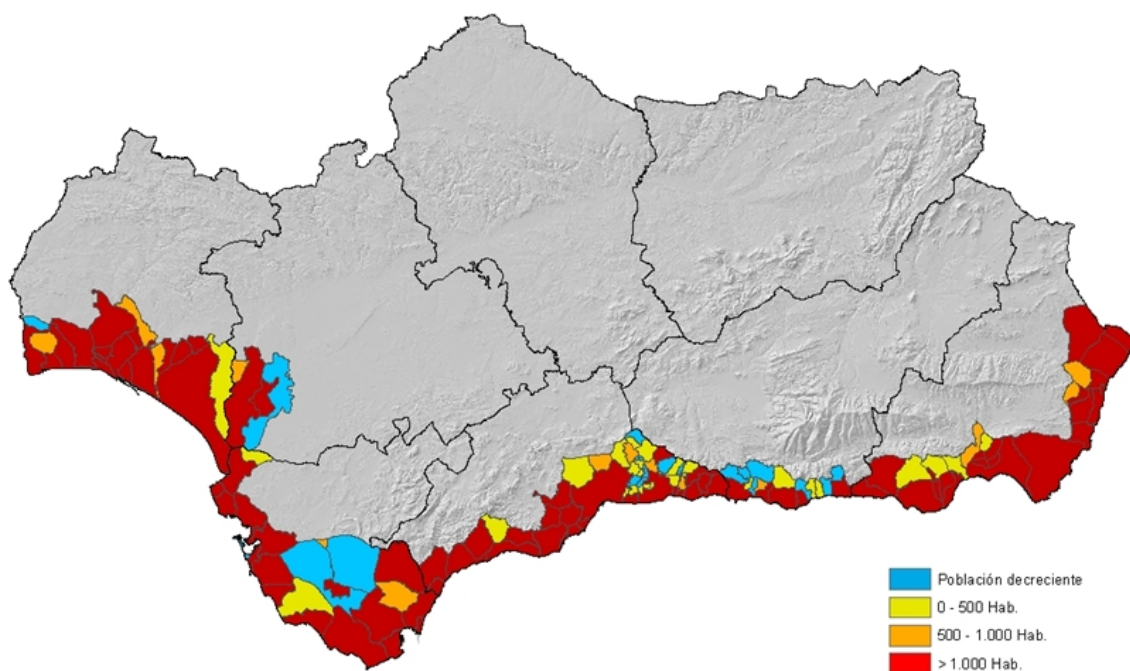 Población decreciente
0 - 500 Hab.
500 - 1.000 Hab.
> 1.000 Hab.